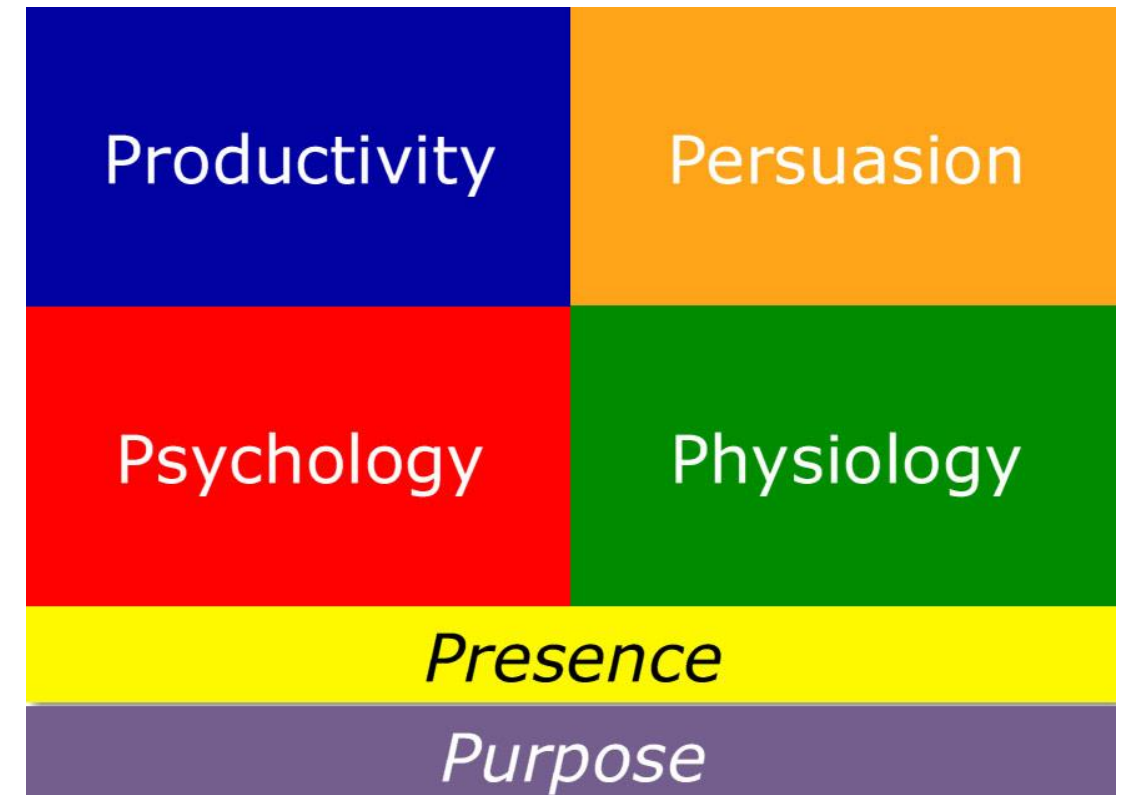 Productivity
Persuasion
Psychology
Physiology
Presence
Purpose